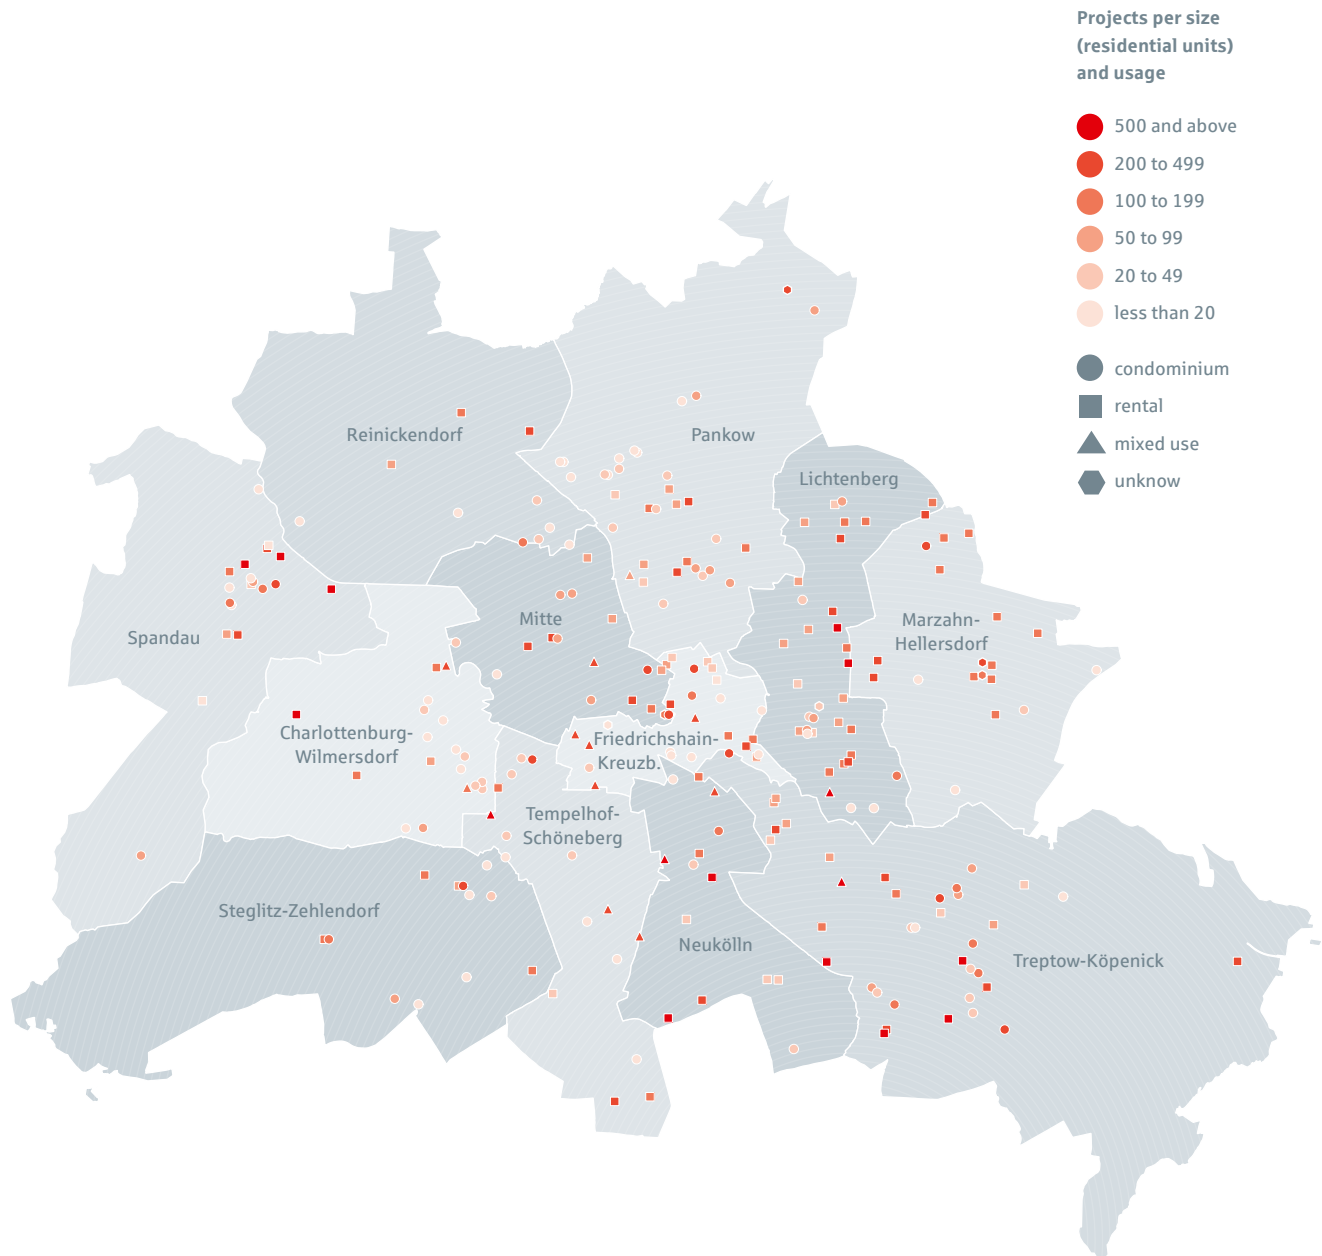 Projects per size
(residential units)
and usage
500 and above
200 to 499
100 to 199
50 to 99
20 to 49
less than 20
condominium
rental
mixed use
unknow
Reinickendorf
Pankow
Lichtenberg
Spandau
Mitte
Marzahn-
Hellersdorf
Charlottenburg-
Wilmersdorf
Friedrichshain-
Kreuzb.
Tempelhof-
Schöneberg
Steglitz-Zehlendorf
Neukölln
Treptow-Köpenick